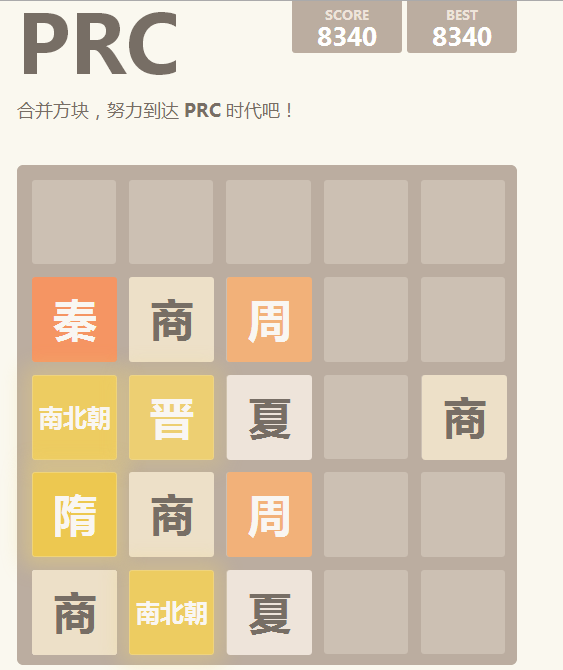 PRC
SCORE
8340
BEST
8340
合并方块，努力到达 PRC 时代吧！
秦 商 周
南北朝 晋 夏 商
隋 商 周
商 南北朝 夏